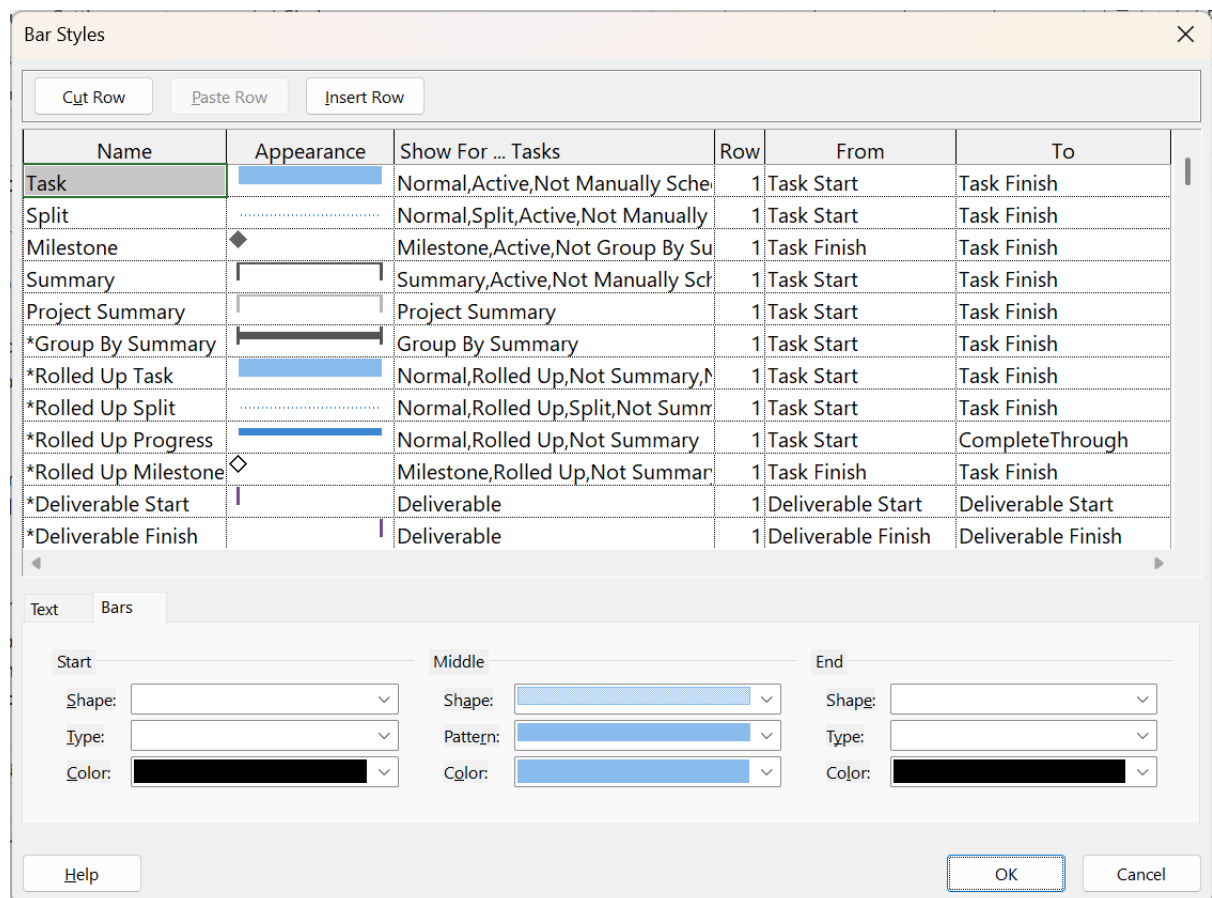 Bar Styles
Cut Row Paste Row Insert Row
Name Appearance Show For ... Tasks Row From To
Task Normal,Active,Not Manually Sche 1 Task Start Task Finish
Split Normal,Split,Active,Not Manually 1 Task Start Task Finish
Milestone Milestone,Active,Not Group By Su 1 Task Finish Task Finish
Summary Summary,Active,Not Manually Sch 1 Task Start Task Finish
Project Summary Project Summary 1 Task Start Task Finish
*Group By Summary Group By Summary 1 Task Start Task Finish
*Rolled Up Task Normal,Rolled Up,Not Summary,N 1 Task Start Task Finish
*Rolled Up Split Normal,Rolled Up,Split,Not Summ 1 Task Start Task Finish
*Rolled Up Progress Normal,Rolled Up,Not Summary 1 Task Start CompleteThrough
*Rolled Up Milestone Milestone,Rolled Up,Not Summar 1 Task Finish Task Finish
*Deliverable Start Deliverable 1 Deliverable Start Deliverable Start
*Deliverable Finish Deliverable 1 Deliverable Finish Deliverable Finish
Text Bars
Start Middle End
Shape: Shape: Shape:
Type: Pattern: Type:
Color: Color: Color:
Help OK Cancel